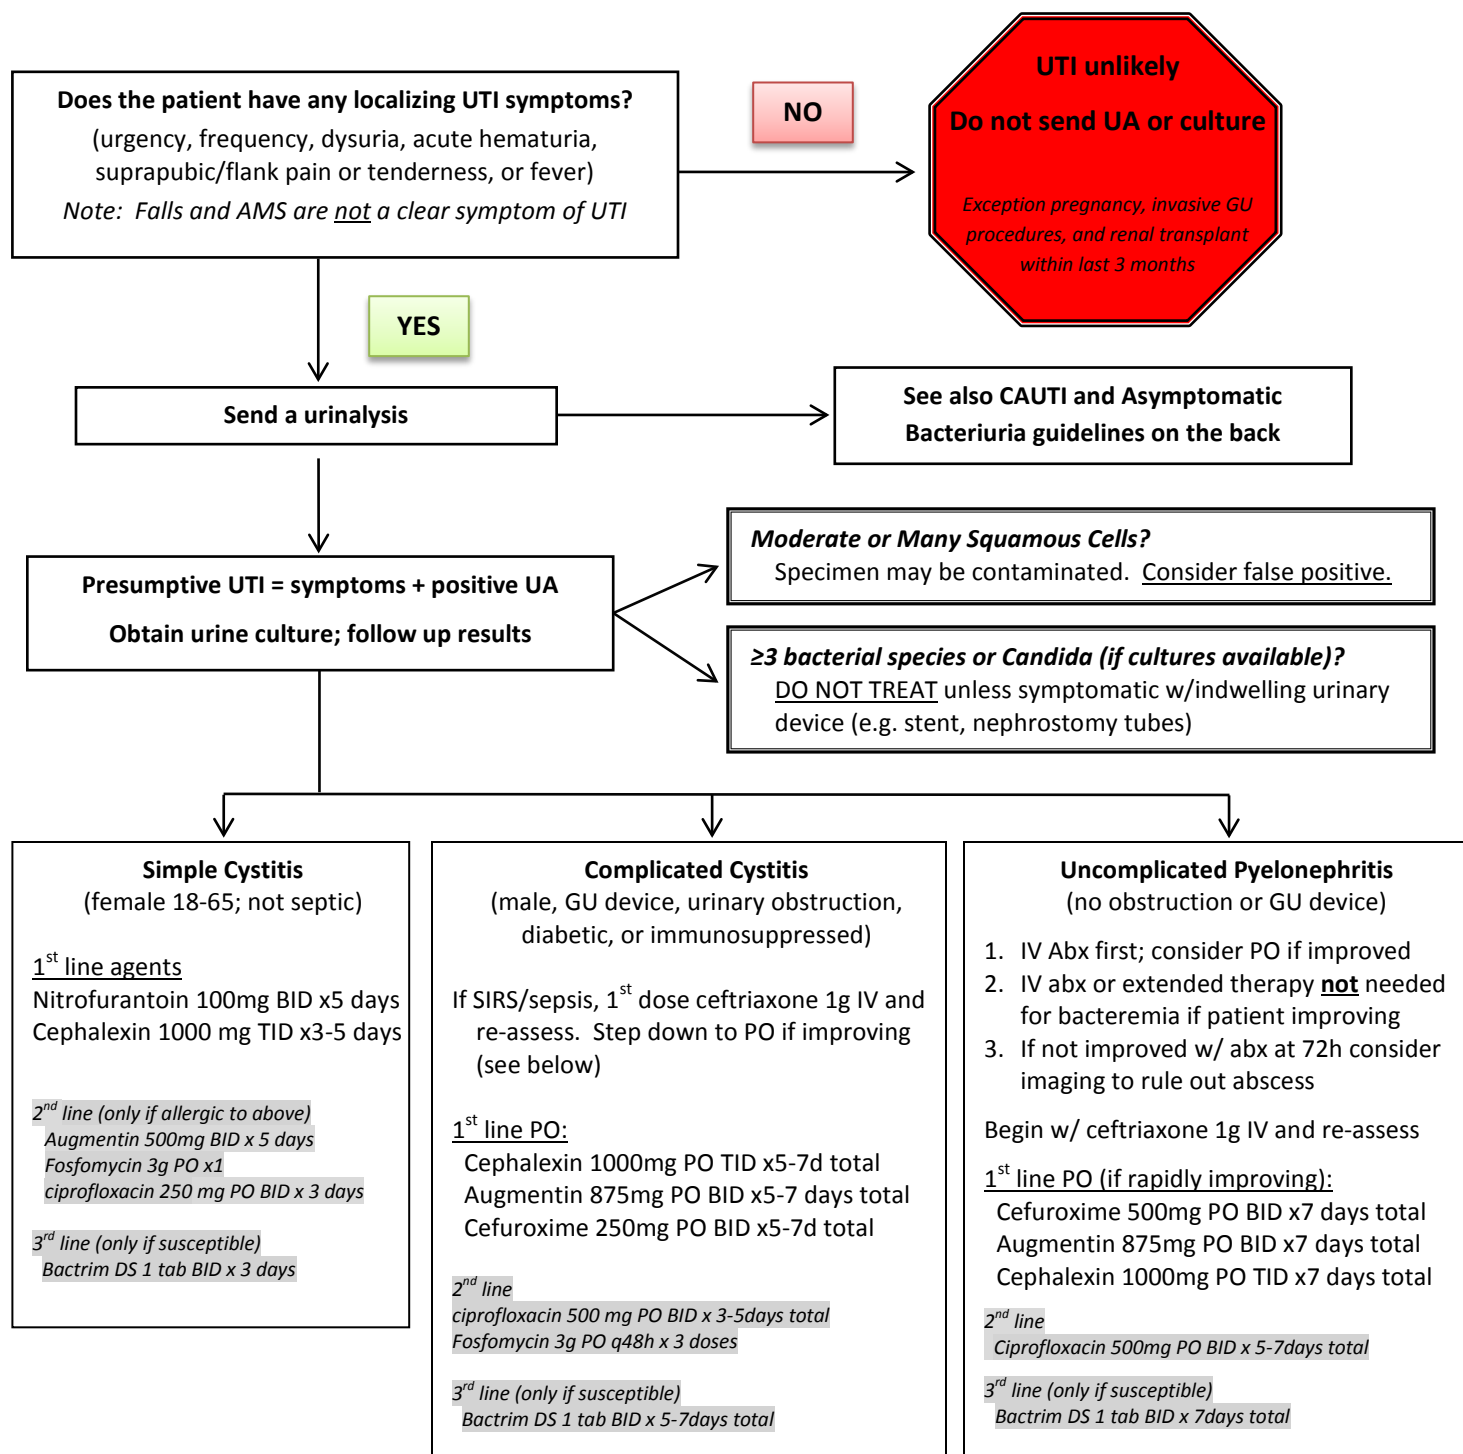 Does the patient have any localizing UTI symptoms?
(urgency, frequency, dysuria, acute hematuria,
suprapubic/flank pain or tenderness, or fever)
Note: Falls and AMS are not a clear symptom of UTI
NO
UTI unlikely
Do not send UA or culture
Exception pregnancy, invasive GU
procedures, and renal transplant
within last 3 months
YES
Send a urinalysis
See also CAUTI and Asymptomatic
Bacteriuria guidelines on the back
Presumptive UTI = symptoms + positive UA
Obtain urine culture; follow up results
Moderate or Many Squamous Cells?
Specimen may be contaminated. Consider false positive.
≥3 bacterial species or Candida (if cultures available)?
DO NOT TREAT unless symptomatic w/indwelling urinary
device (e.g. stent, nephrostomy tubes)
Simple Cystitis
(female 18-65; not septic)
1st line agents
Nitrofurantoin 100mg BID x5 days
Cephalexin 1000 mg TID x3-5 days
2nd line (only if allergic to above)
Augmentin 500mg BID x 5 days
Fosfomycin 3g PO x1
ciprofloxacin 250 mg PO BID x 3 days
3rd line (only if susceptible)
Bactrim DS 1 tab BID x 3 days
Complicated Cystitis
(male, GU device, urinary obstruction,
diabetic, or immunosuppressed)
If SIRS/sepsis, 1st dose ceftriaxone 1g IV and
re-assess. Step down to PO if improving
(see below)
1st line PO:
Cephalexin 1000mg PO TID x5-7d total
Augmentin 875mg PO BID x5-7 days total
Cefuroxime 250mg PO BID x5-7d total
2nd line
ciprofloxacin 500 mg PO BID x 3-5days total
Fosfomycin 3g PO q48h x 3 doses
3rd line (only if susceptible)
Bactrim DS 1 tab BID x 5-7days total
Uncomplicated Pyelonephritis
(no obstruction or GU device)
1. IV Abx first; consider PO if improved
2. IV abx or extended therapy not needed
for bacteremia if patient improving
3. If not improved w/ abx at 72h consider
imaging to rule out abscess
Begin w/ ceftriaxone 1g IV and re-assess
1st line PO (if rapidly improving):
Cefuroxime 500mg PO BID x7 days total
Augmentin 875mg PO BID x7 days total
Cephalexin 1000mg PO TID x7 days total
2nd line
Ciprofloxacin 500mg PO BID x 5-7days total
3rd line (only if susceptible)
Bactrim DS 1 tab BID x 7days total